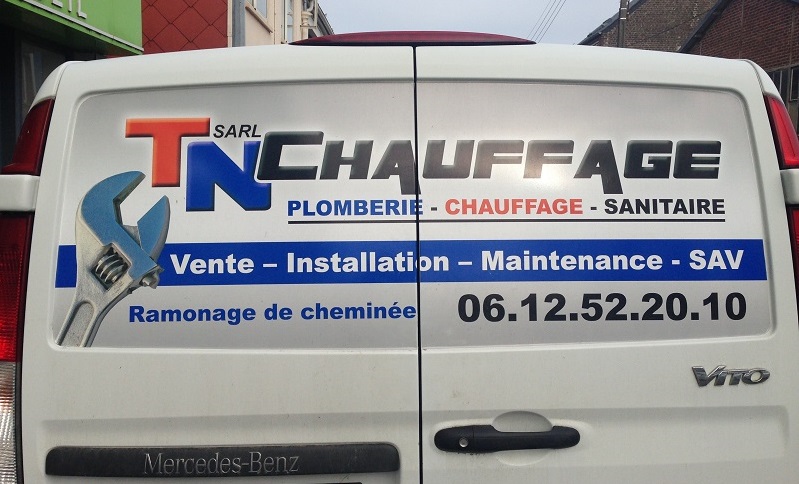 SARL
TN CHAUFFAGE
PLOMBERIE - CHAUFFAGE - SANITAIRE
Vente – Installation – Maintenance - SAV
Ramonage de cheminée 06.12.52.20.10
VITO
Mercedes-Benz